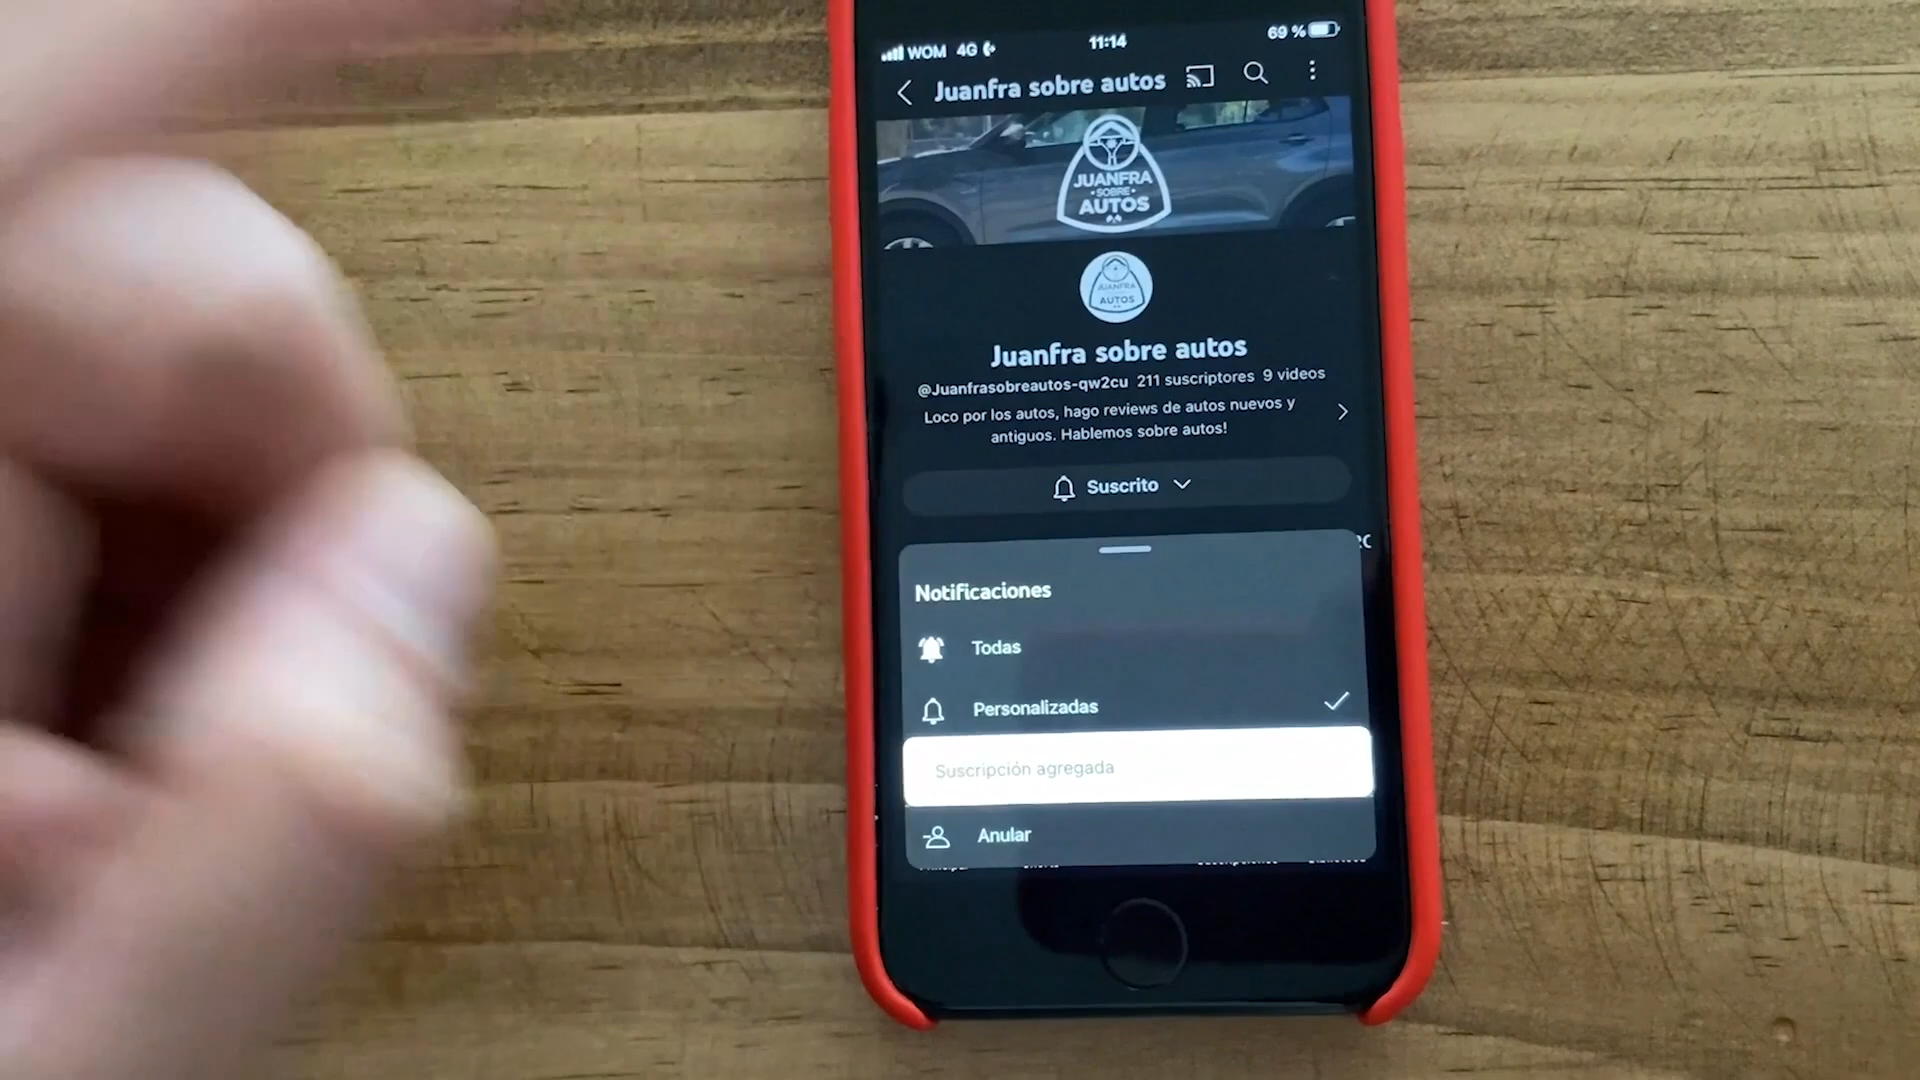 WOM 4G 11:14 69 %
Juanfra sobre autos
JUANFRA
SOBRE
AUTOS
JUANFRA
AUTOS
Juanfra sobre autos
@Juanfrasobreautos-qw2cu 211 suscriptores 9 videos
Loco por los autos, hago reviews de autos nuevos y
antiguos. Hablemos sobre autos!
Suscrito
Notificaciones
Todas
Personalizadas
Suscripción agregada
Anular